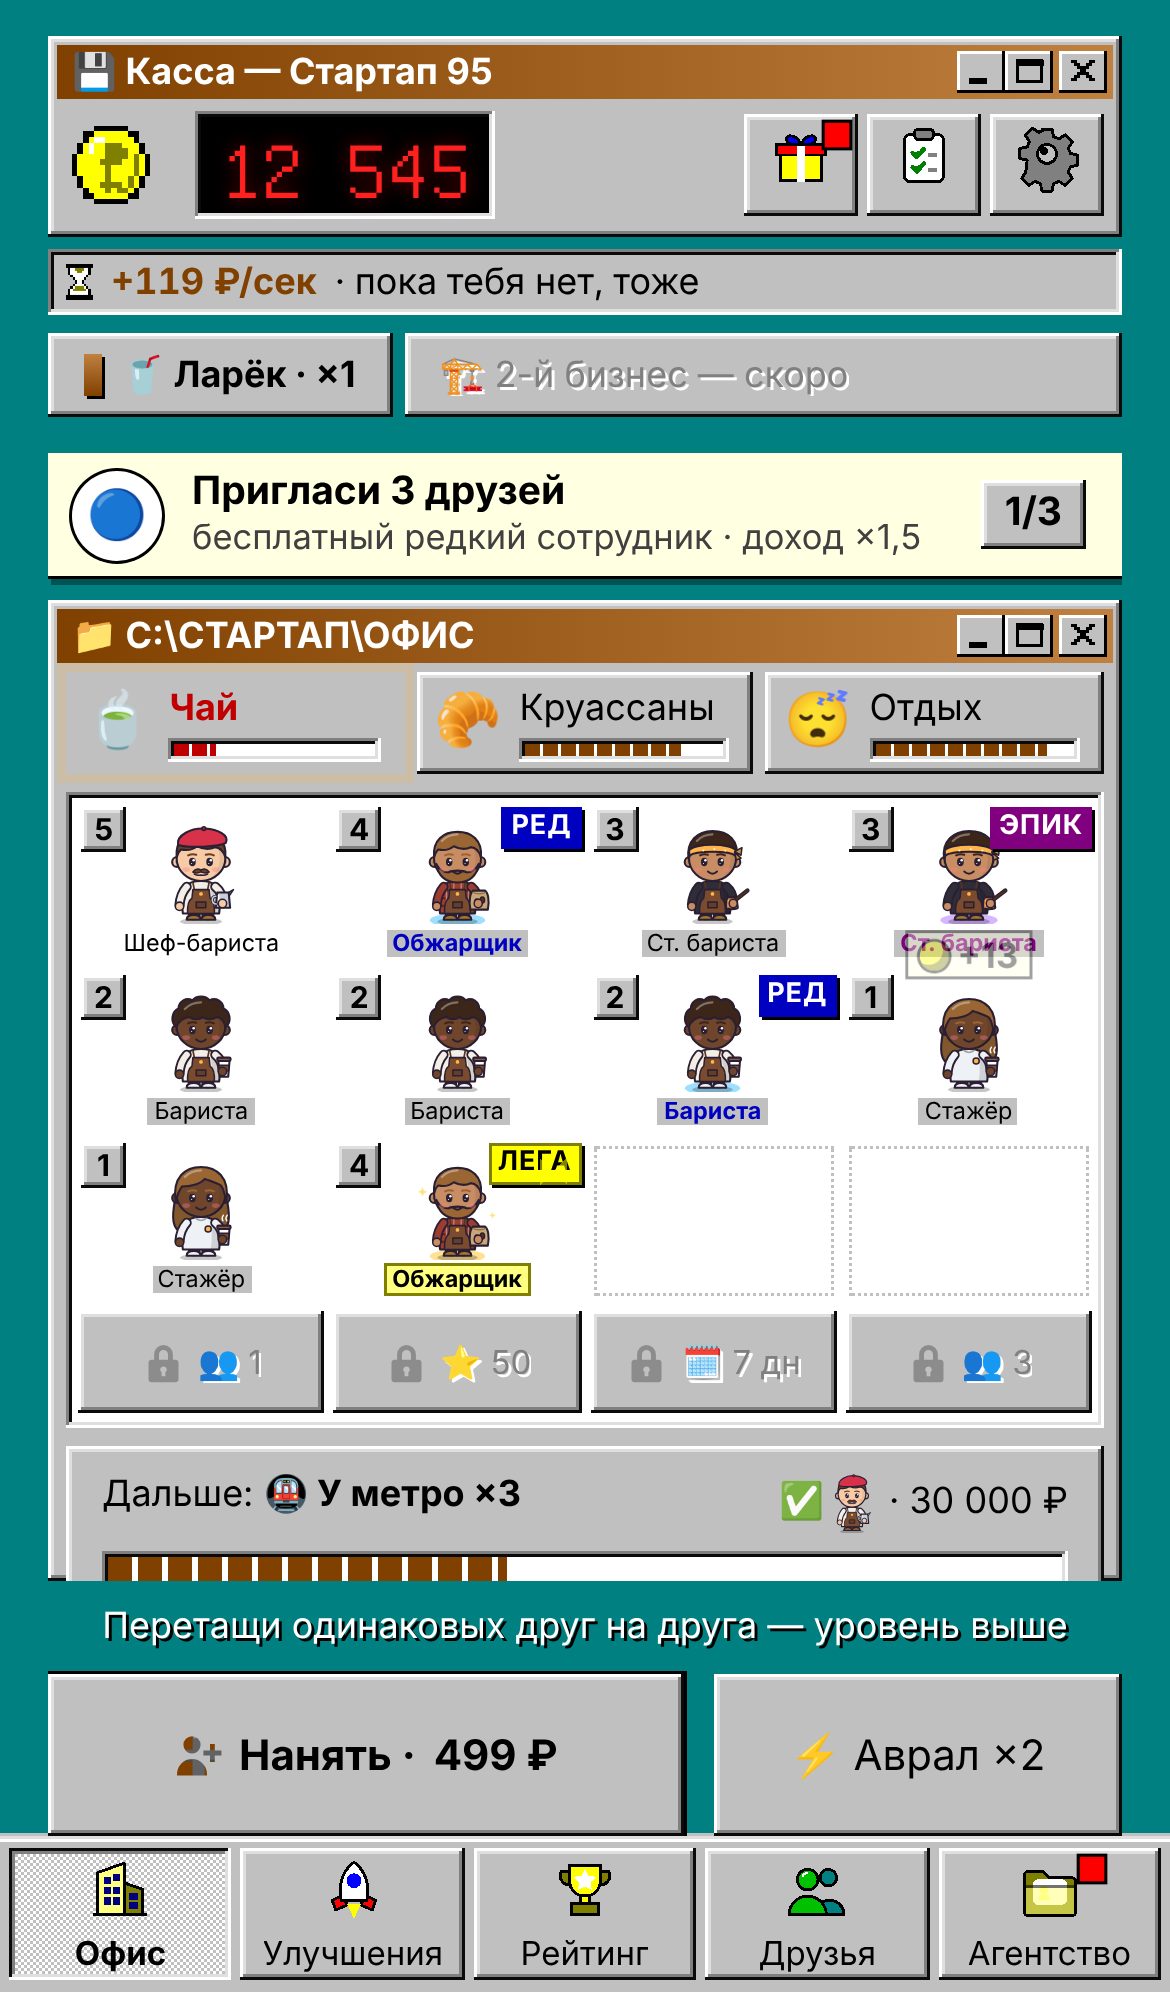 Касса — Стартап 95
12 545
+119 ₽/сек · пока тебя нет, тоже
Ларёк · ×1
2-й бизнес — скоро
Пригласи 3 друзей
бесплатный редкий сотрудник · доход ×1,5
1/3
C:\СТАРТАП\ОФИС
Чай
Круассаны
Отдых
5
4
РЕД
3
3
ЭПИК
Шеф-бариста
Обжарщик
Ст. бариста
Ст. бариста
+13
2
2
2
РЕД
1
Бариста
Бариста
Бариста
Стажёр
1
4
ЛЕГА
Стажёр
Обжарщик
1
50
7 дн
3
Дальше: У метро ×3
· 30 000 ₽
Перетащи одинаковых друг на друга — уровень выше
Нанять · 499 ₽
Аврал ×2
Офис
Улучшения
Рейтинг
Друзья
Агентство